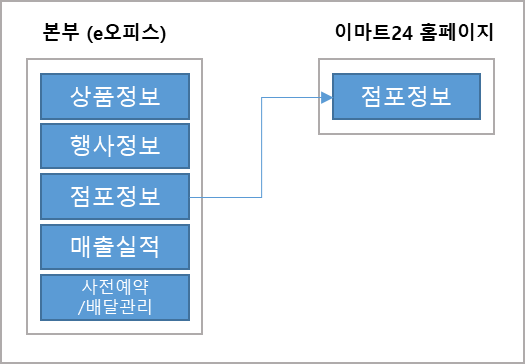 본부 (e오피스)
상품정보
행사정보
점포정보
매출실적
사전예약
/배달관리
이마트24 홈페이지
점포정보